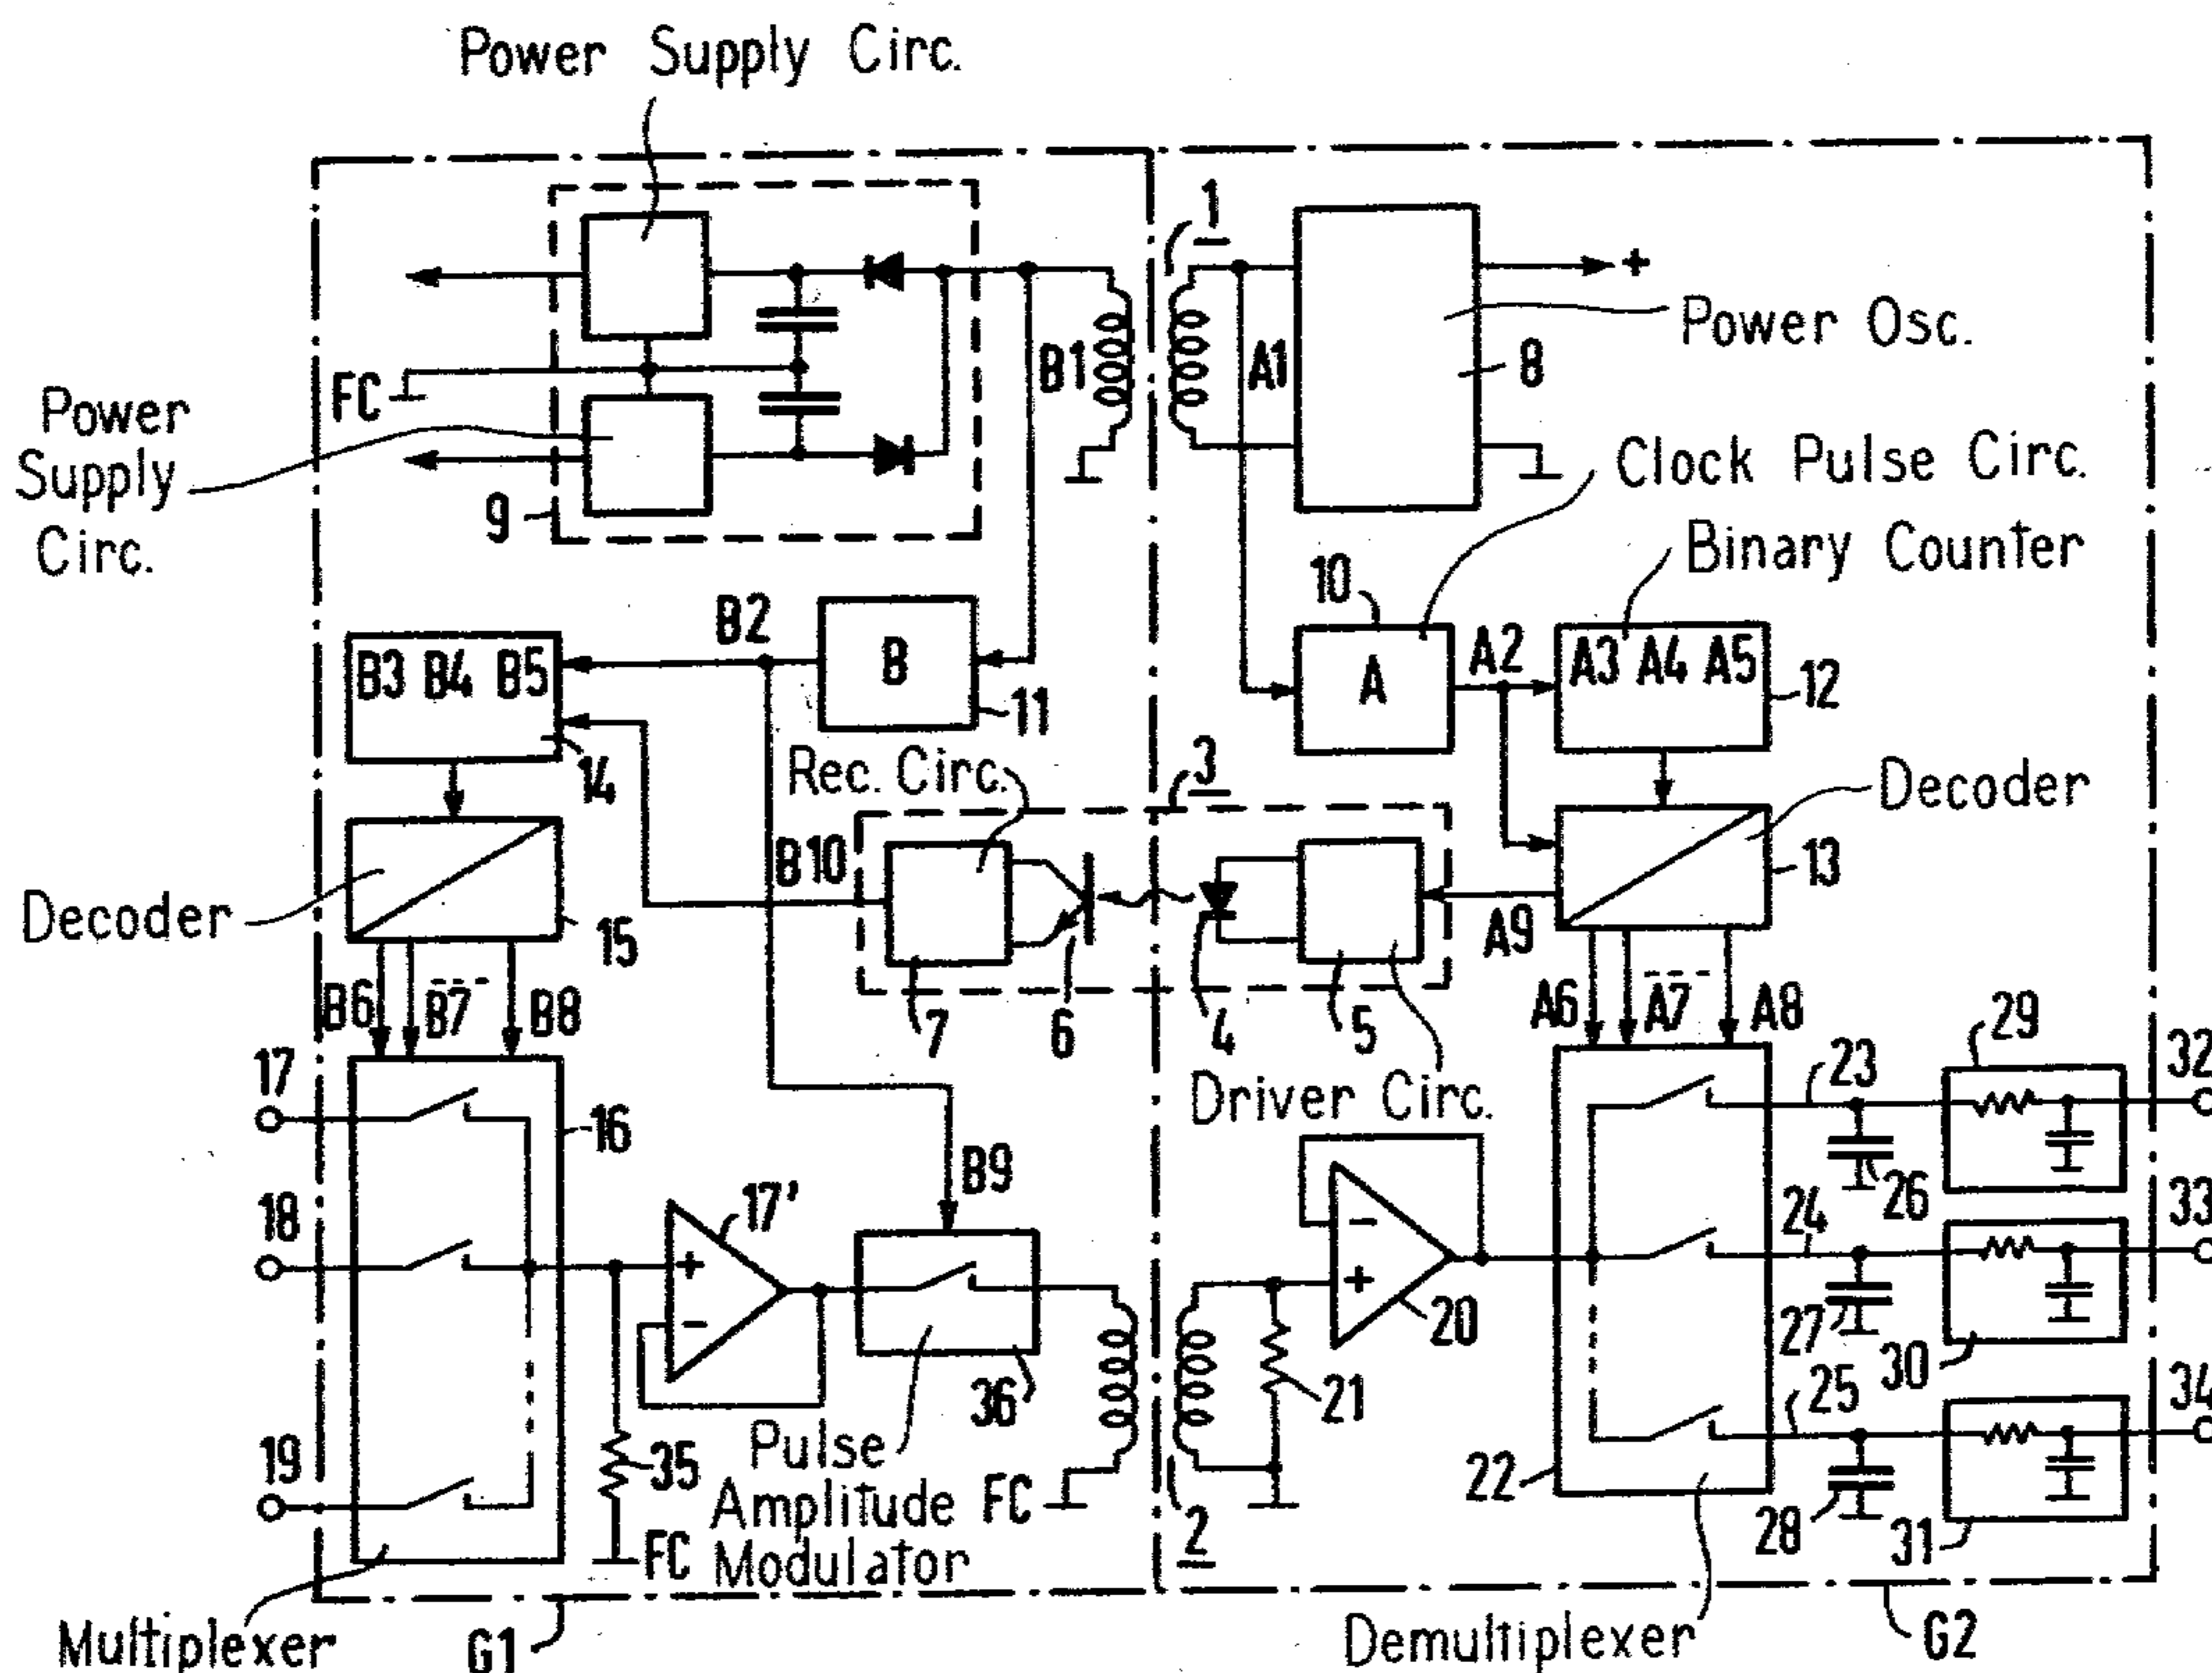 Power Supply Circ.
1
+
Power Osc.
8
B1
A1
FC
Power
Supply
Circ.
9
Clock Pulse Circ.
Binary Counter
10
B2
B
11
A
A2
A3 A4 A5
12
B3 B4 B5
14
Rec. Circ.
3
Decoder
13
B10
Decoder
15
A9
B6
B7
B8
7
6
4
5
A6
A7
A8
29
32
17
16
Driver Circ.
23
26
B9
18
17'
+
-
-
+
20
24
27
30
33
36
21
19
35
Pulse
Amplitude
Modulator
FC
FC
2
22
25
28
31
34
Multiplexer
G1
Demultiplexer
G2